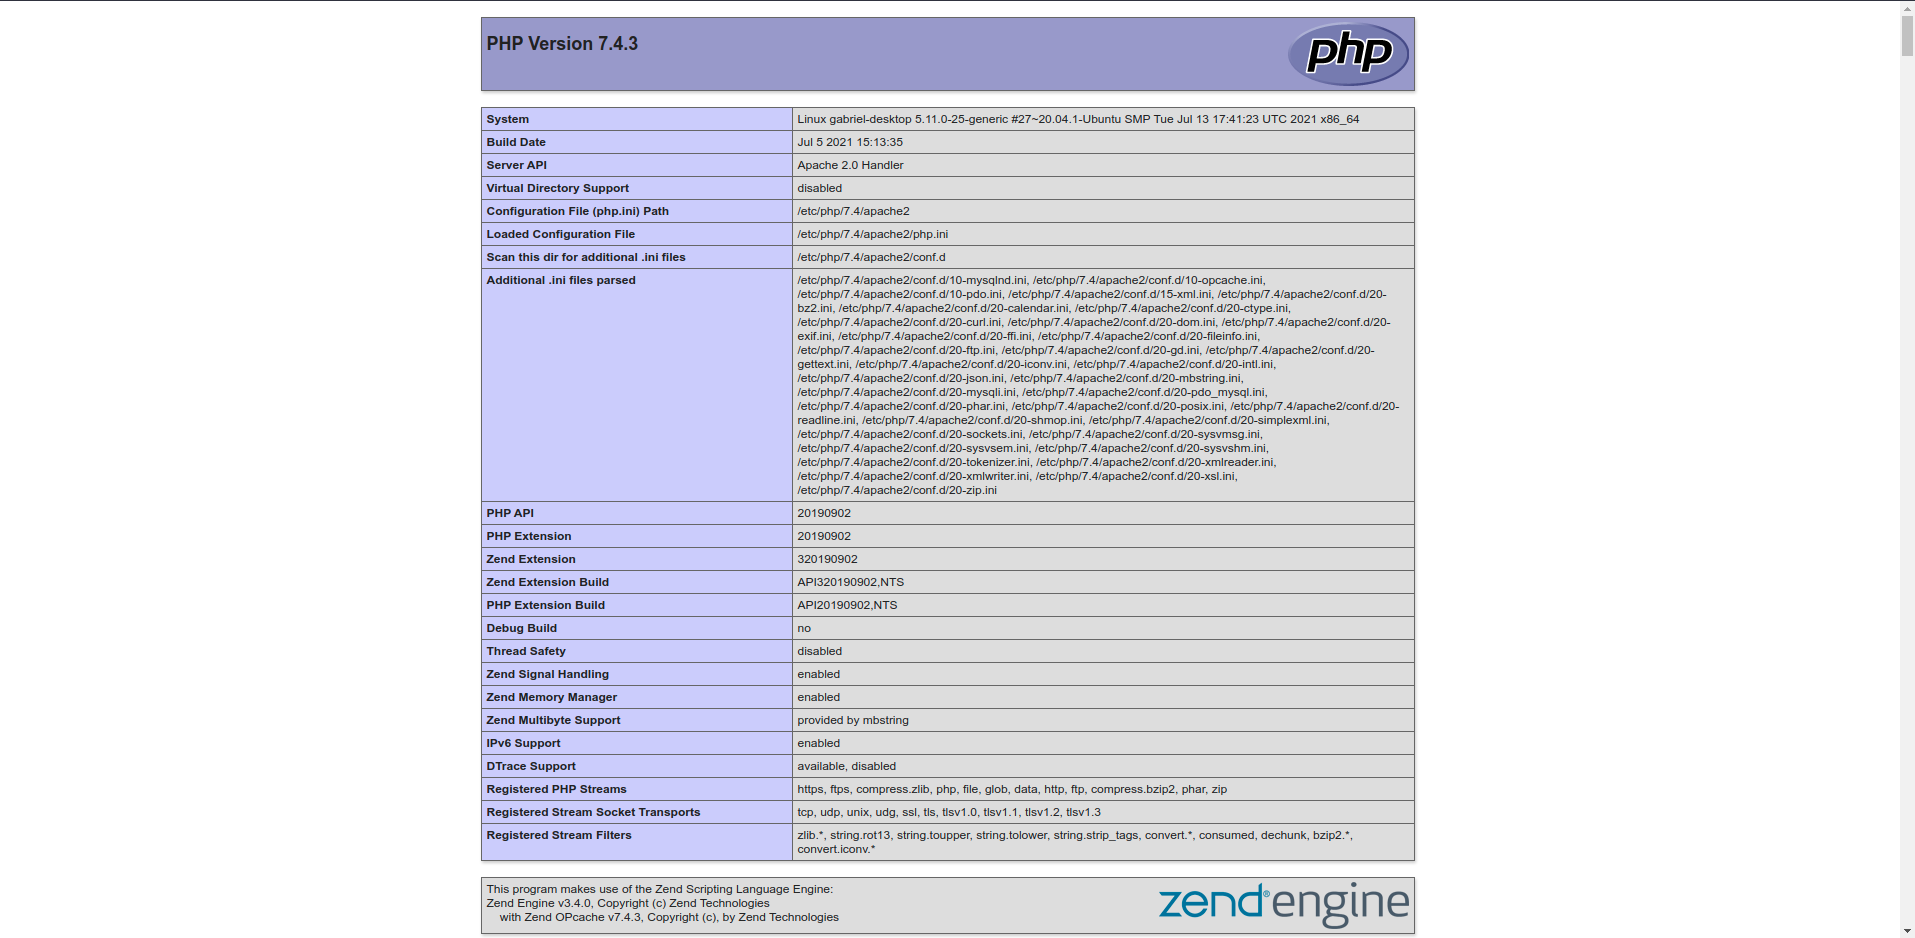 PHP Version 7.4.3
php
System Linux gabriel-desktop 5.11.0-25-generic #27~20.04.1-Ubuntu SMP Tue Jul 13 17:41:23 UTC 2021 x86_64
Build Date Jul 5 2021 15:13:35
Server API Apache 2.0 Handler
Virtual Directory Support disabled
Configuration File (php.ini) Path /etc/php/7.4/apache2
Loaded Configuration File /etc/php/7.4/apache2/php.ini
Scan this dir for additional .ini files /etc/php/7.4/apache2/conf.d
Additional .ini files parsed /etc/php/7.4/apache2/conf.d/10-mysqlnd.ini, /etc/php/7.4/apache2/conf.d/10-opcache.ini,
/etc/php/7.4/apache2/conf.d/10-pdo.ini, /etc/php/7.4/apache2/conf.d/15-xml.ini, /etc/php/7.4/apache2/conf.d/20-
bz2.ini, /etc/php/7.4/apache2/conf.d/20-calendar.ini, /etc/php/7.4/apache2/conf.d/20-ctype.ini,
/etc/php/7.4/apache2/conf.d/20-curl.ini, /etc/php/7.4/apache2/conf.d/20-dom.ini, /etc/php/7.4/apache2/conf.d/20-
exif.ini, /etc/php/7.4/apache2/conf.d/20-ffi.ini, /etc/php/7.4/apache2/conf.d/20-fileinfo.ini,
/etc/php/7.4/apache2/conf.d/20-ftp.ini, /etc/php/7.4/apache2/conf.d/20-gd.ini, /etc/php/7.4/apache2/conf.d/20-
gettext.ini, /etc/php/7.4/apache2/conf.d/20-iconv.ini, /etc/php/7.4/apache2/conf.d/20-intl.ini,
/etc/php/7.4/apache2/conf.d/20-json.ini, /etc/php/7.4/apache2/conf.d/20-mbstring.ini,
/etc/php/7.4/apache2/conf.d/20-mysqli.ini, /etc/php/7.4/apache2/conf.d/20-pdo_mysql.ini,
/etc/php/7.4/apache2/conf.d/20-phar.ini, /etc/php/7.4/apache2/conf.d/20-posix.ini, /etc/php/7.4/apache2/conf.d/20-
readline.ini, /etc/php/7.4/apache2/conf.d/20-shmop.ini, /etc/php/7.4/apache2/conf.d/20-simplexml.ini,
/etc/php/7.4/apache2/conf.d/20-sockets.ini, /etc/php/7.4/apache2/conf.d/20-sysvmsg.ini,
/etc/php/7.4/apache2/conf.d/20-sysvsem.ini, /etc/php/7.4/apache2/conf.d/20-sysvshm.ini,
/etc/php/7.4/apache2/conf.d/20-tokenizer.ini, /etc/php/7.4/apache2/conf.d/20-xmlreader.ini,
/etc/php/7.4/apache2/conf.d/20-xmlwriter.ini, /etc/php/7.4/apache2/conf.d/20-xsl.ini,
/etc/php/7.4/apache2/conf.d/20-zip.ini
PHP API 20190902
PHP Extension 20190902
Zend Extension 320190902
Zend Extension Build API320190902,NTS
PHP Extension Build API20190902,NTS
Debug Build no
Thread Safety disabled
Zend Signal Handling enabled
Zend Memory Manager enabled
Zend Multibyte Support provided by mbstring
IPv6 Support enabled
DTrace Support available, disabled
Registered PHP Streams https, ftps, compress.zlib, php, file, glob, data, http, ftp, compress.bzip2, phar, zip
Registered Stream Socket Transports tcp, udp, unix, udg, ssl, tls, tlsv1.0, tlsv1.1, tlsv1.2, tlsv1.3
Registered Stream Filters zlib.*, string.rot13, string.toupper, string.tolower, string.strip_tags, convert.*, consumed, dechunk, bzip2.*,
convert.iconv.*
This program makes use of the Zend Scripting Language Engine:
Zend Engine v3.4.0, Copyright (c) Zend Technologies
with Zend OPcache v7.4.3, Copyright (c), by Zend Technologies
zend®engine